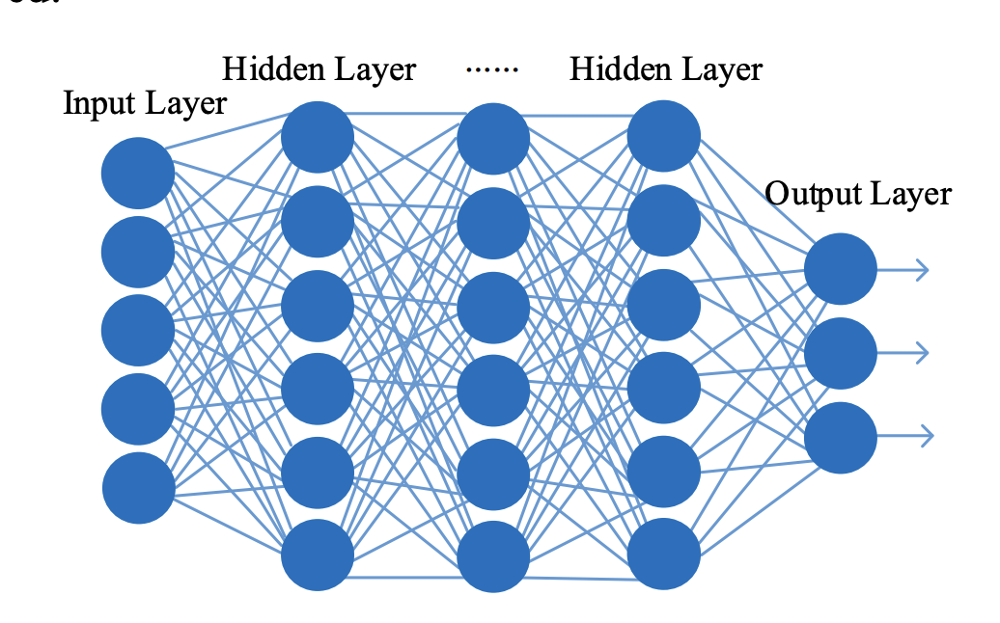 Hidden Layer ...... Hidden Layer
Input Layer
Output Layer